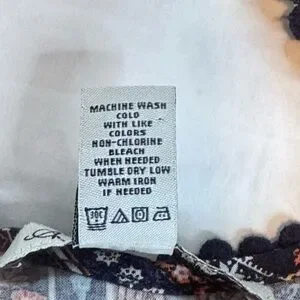 MACHINE WASH
COLD
WITH LIKE
COLORS
NON-CHLORINE
BLEACH
WHEN NEEDED
TUMBLE DRY LOW
WARM IRON
IF NEEDED